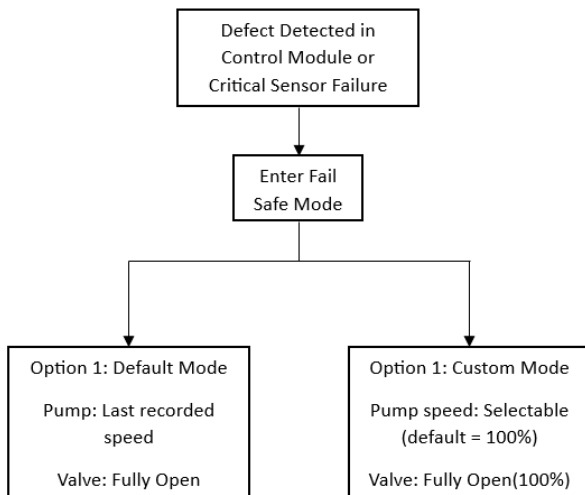 Defect Detected in
Control Module or
Critical Sensor Failure
Enter Fail
Safe Mode
Option 1: Default Mode
Pump: Last recorded
speed
Valve: Fully Open
Option 1: Custom Mode
Pump speed: Selectable
(default = 100%)
Valve: Fully Open(100%)